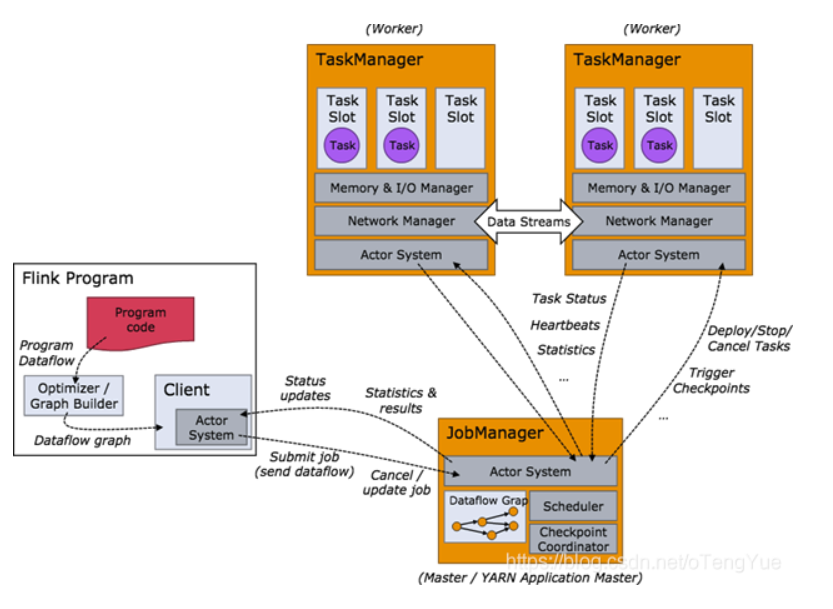 (Worker)
(Worker)
TaskManager
TaskManager
Task
Slot
Task
Slot
Task
Slot
Task
Slot
Task
Slot
Task
Slot
Task
Task
Task
Task
Memory & I/O Manager
Memory & I/O Manager
Network Manager
Data Streams
Network Manager
Actor System
Actor System
Flink Program
Program
code
Program
Dataflow
Optimizer /
Graph Builder
Dataflow graph
Client
Actor
System
Status
updates
Statistics &
results
Submit job
(send dataflow)
Cancel /
update job
Task Status
Heartbeats
Statistics
...
Deploy/Stop/
Cancel Tasks
Trigger
Checkpoints
...
JobManager
Actor System
Dataflow Grap
Scheduler
Checkpoint
Coordinator
(Master / YARN Application Master)
https://blog.csdn.net/oTengYue